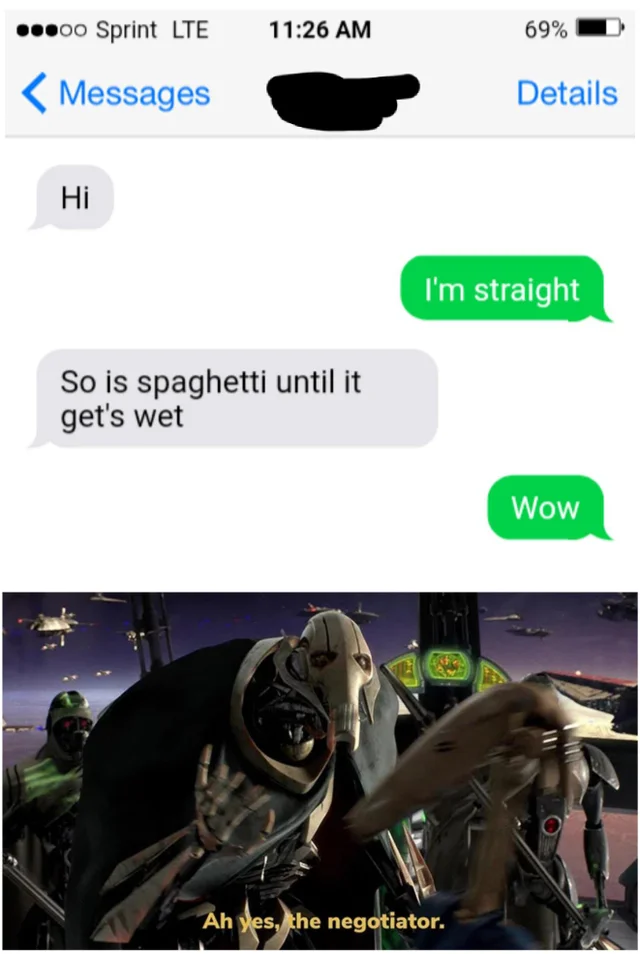 Sprint LTE 11:26 AM 69%
Messages Details
Hi
I'm straight
So is spaghetti until it
get's wet
Wow
Ah yes, the negotiator.